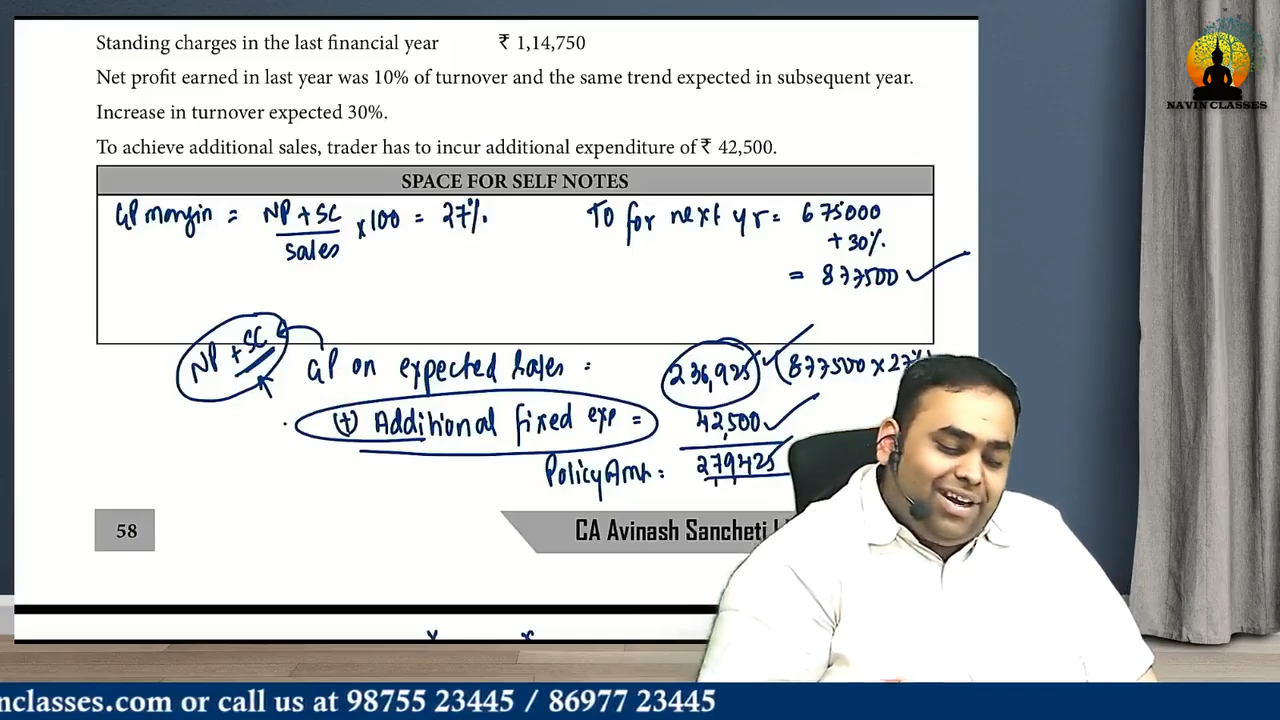 Standing charges in the last financial year ₹ 1,14,750
Net profit earned in last year was 10% of turnover and the same trend expected in subsequent year.
Increase in turnover expected 30%.
To achieve additional sales, trader has to incur additional expenditure of ₹ 42,500.
SPACE FOR SELF NOTES
GP margin = NP + SC / sales × 100 = 27%
TO for next yr = 675000
+ 30%
= 877500
NP + SC
GP on expected sales = 236,925 (877500 × 27%
(+) Additional fixed exp = 42,500
Policy Amt = 279425
58
CA Avinash Sancheti
NAVIN CLASSES
nclasses.com or call us at 98755 23445 / 86977 23445